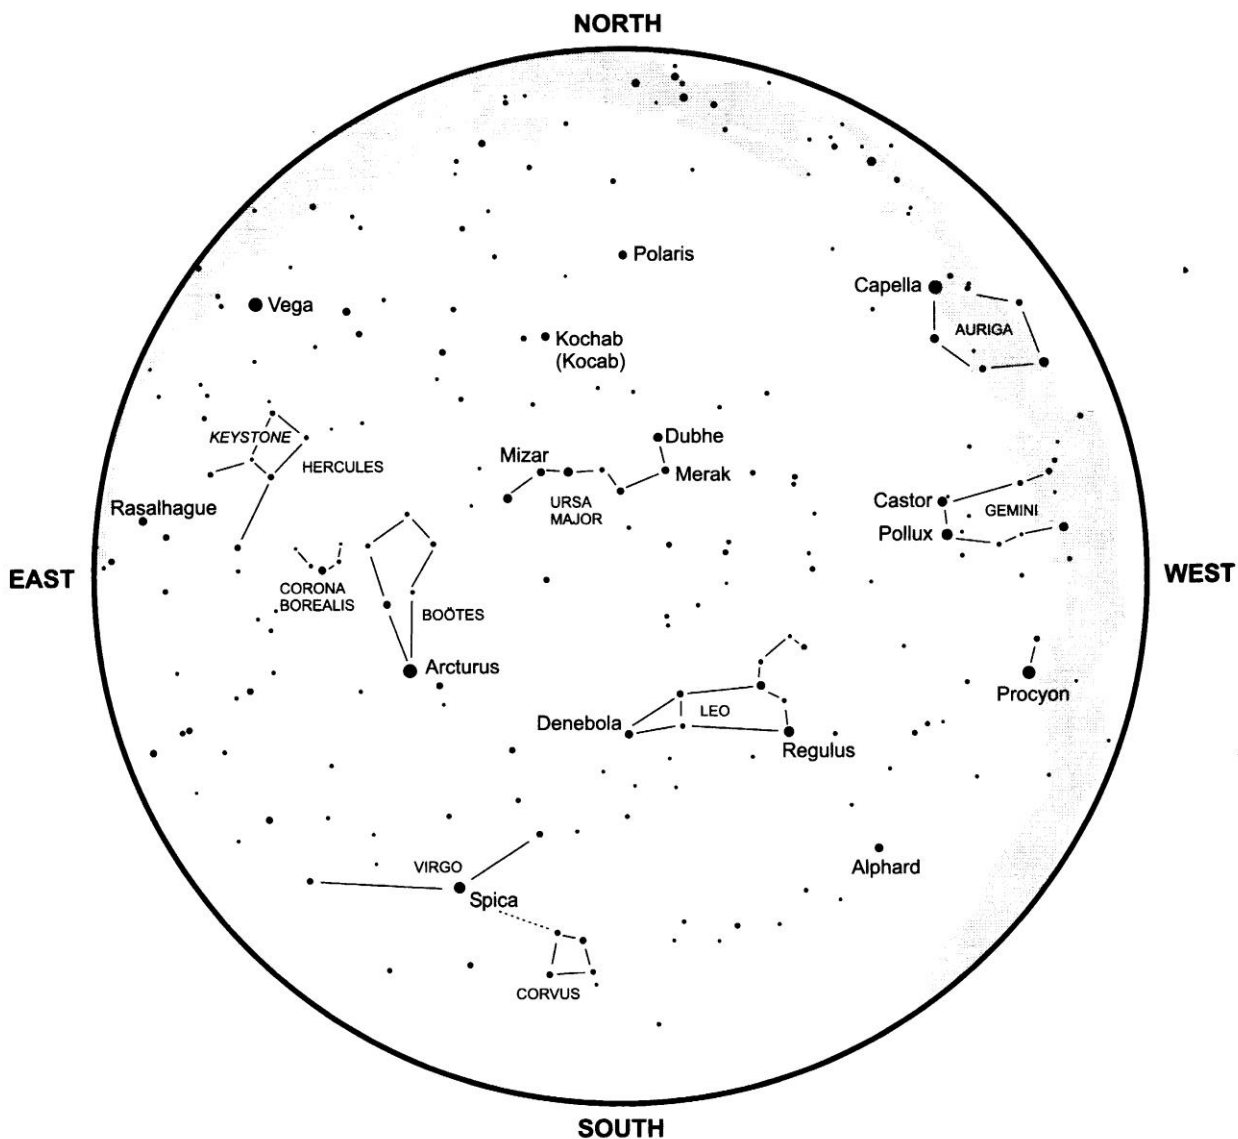 NORTH
Polaris
Capella
Vega
AURIGA
Kochab
(Kocab)
KEYSTONE
HERCULES
Dubhe
Mizar
Merak
URSA
MAJOR
Castor
GEMINI
Pollux
Rasalhague
EAST
WEST
CORONA
BOREALIS
BOÖTES
Arcturus
Procyon
Denebola
LEO
Regulus
VIRGO
Alphard
Spica
CORVUS
SOUTH